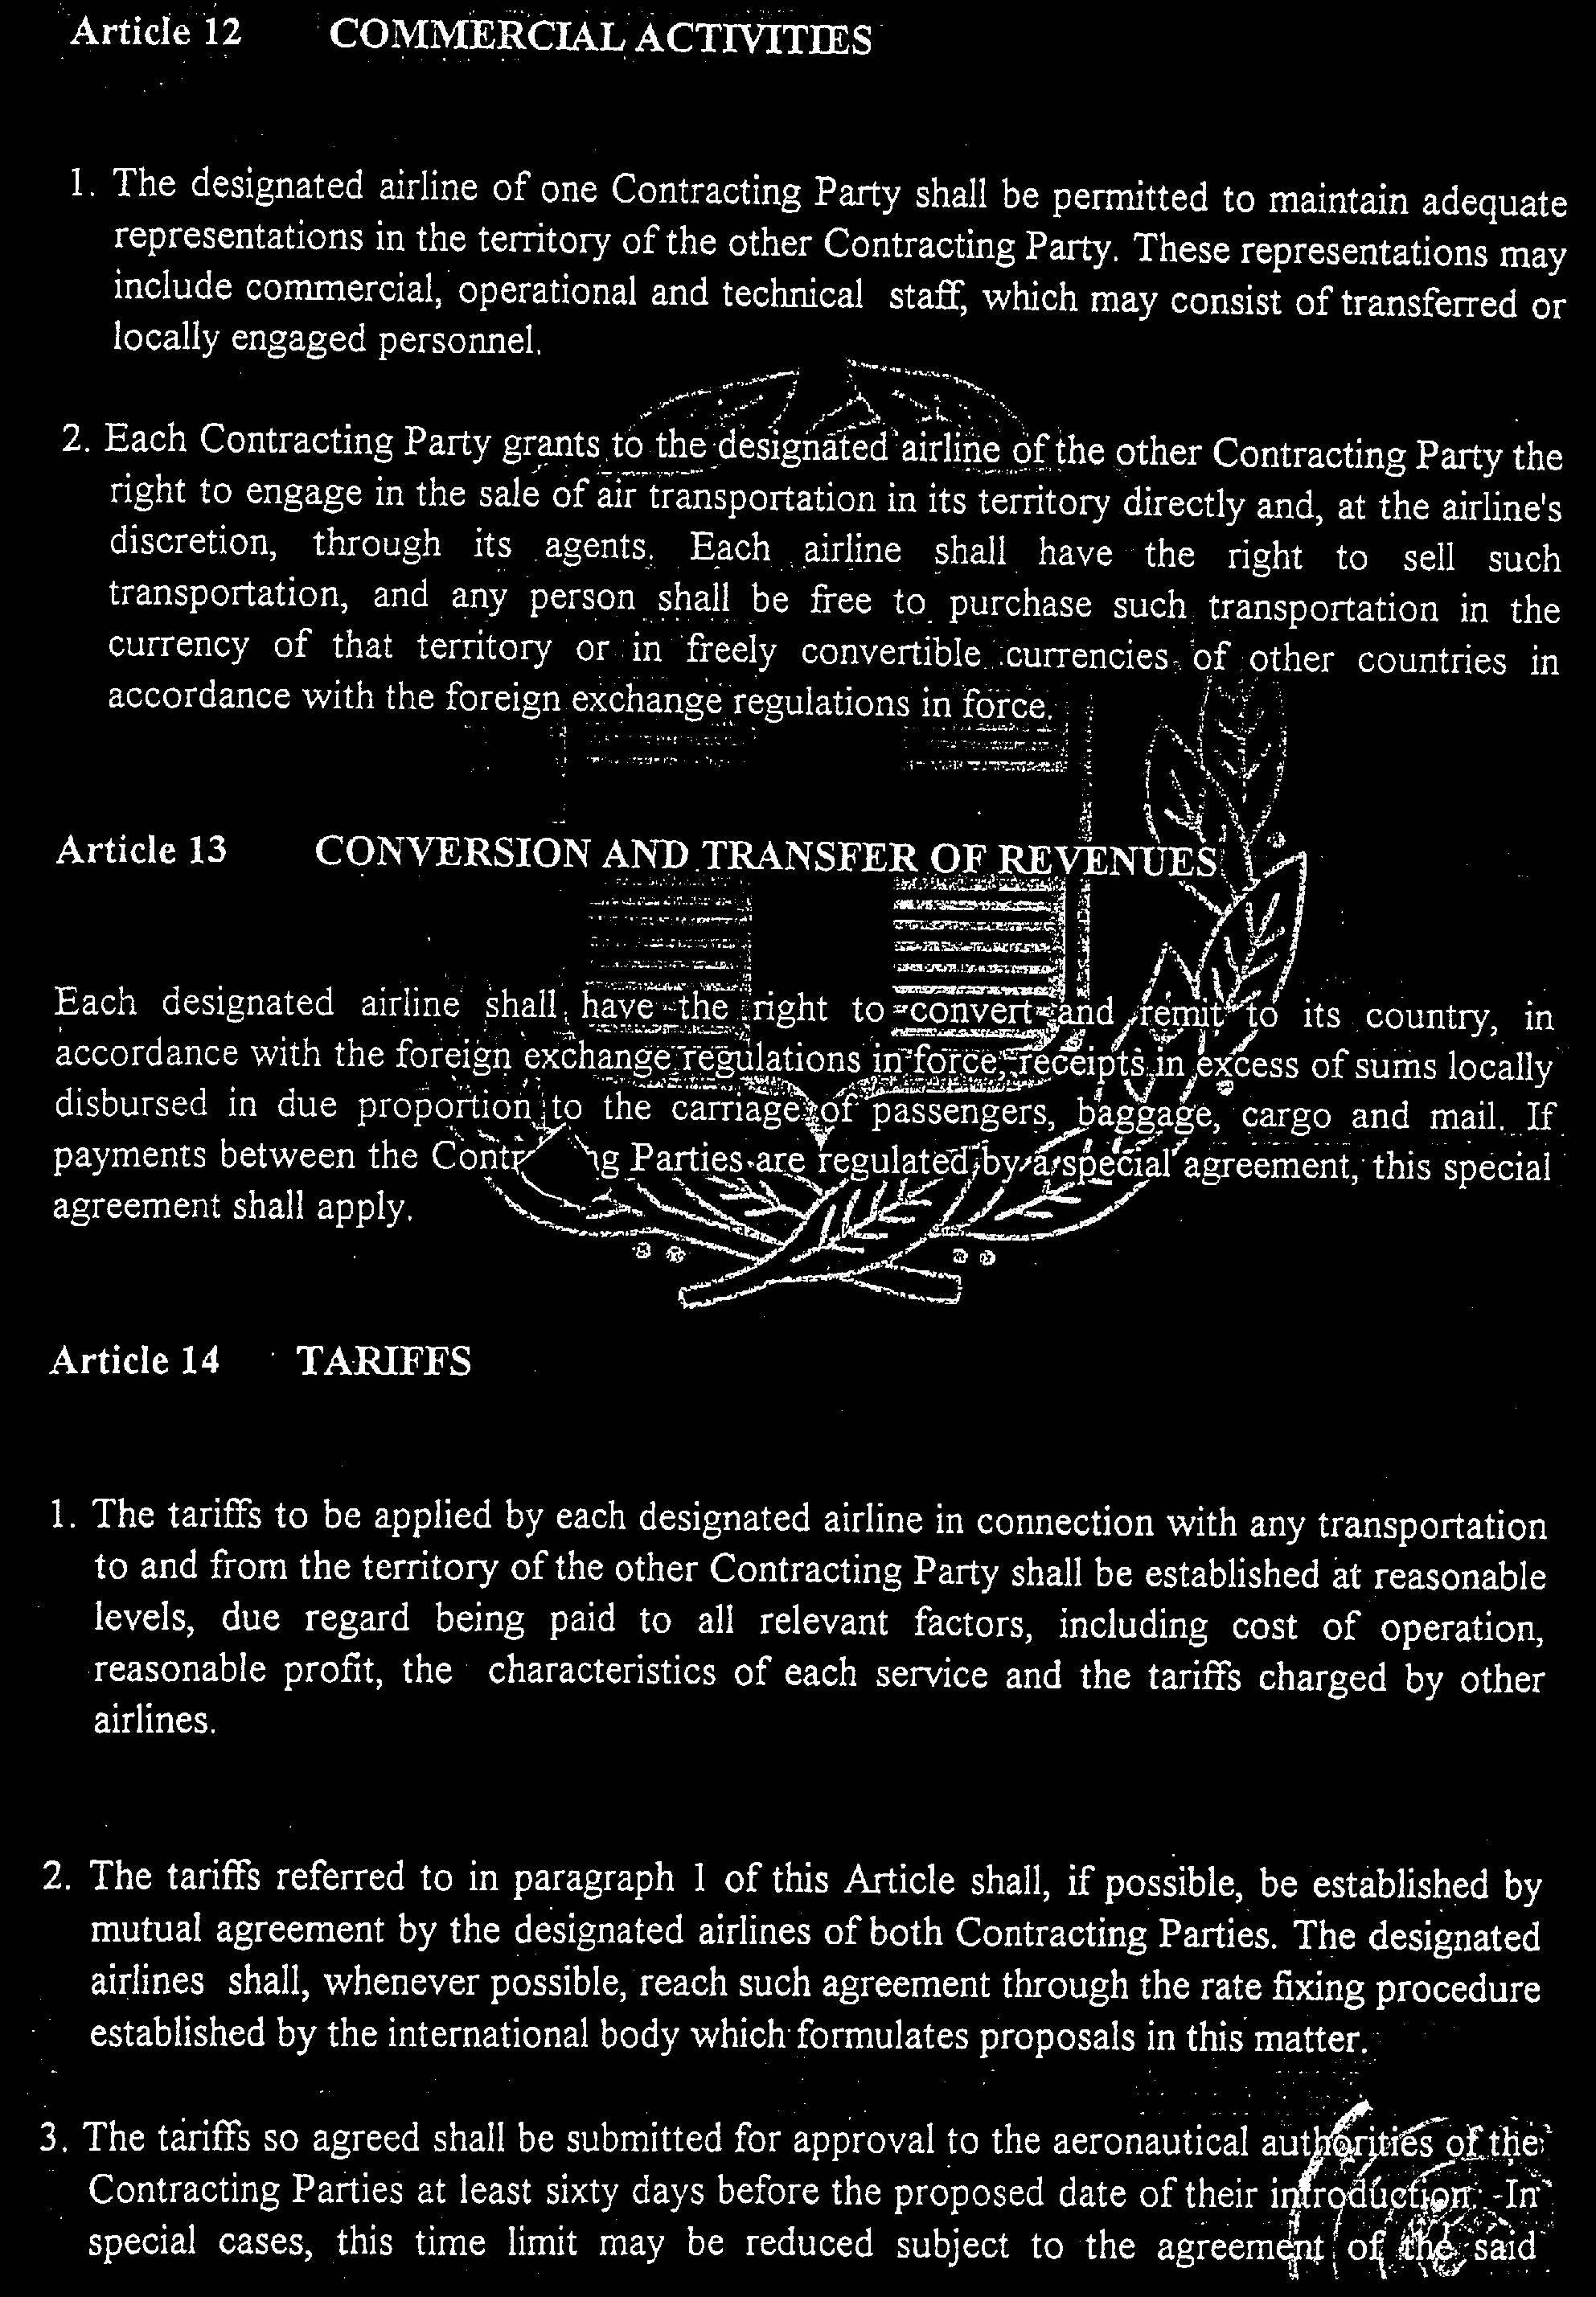 Article 12 COMMERCIAL ACTIVITIES
1. The designated airline of one Contracting Party shall be permitted to maintain adequate
representations in the territory of the other Contracting Party. These representations may
include commercial, operational and technical staff, which may consist of transferred or
locally engaged personnel.
2. Each Contracting Party grants to the designated airline of the other Contracting Party the
right to engage in the sale of air transportation in its territory directly and, at the airline's
discretion, through its agents. Each airline shall have the right to sell such
transportation, and any person shall be free to purchase such transportation in the
currency of that territory or in freely convertible currencies of other countries in
accordance with the foreign exchange regulations in force.
Article 13 CONVERSION AND TRANSFER OF REVENUES
Each designated airline shall have the right to convert and remit to its country, in
accordance with the foreign exchange regulations in force, receipts in excess of sums locally
disbursed in due proportion to the carriage of passengers, baggage, cargo and mail. If
payments between the Parties are regulated by a special agreement, this special
agreement shall apply.
Article 14 TARIFFS
1. The tariffs to be applied by each designated airline in connection with any transportation
to and from the territory of the other Contracting Party shall be established at reasonable
levels, due regard being paid to all relevant factors, including cost of operation,
reasonable profit, the characteristics of each service and the tariffs charged by other
airlines.
2. The tariffs referred to in paragraph 1 of this Article shall, if possible, be established by
mutual agreement by the designated airlines of both Contracting Parties. The designated
airlines shall, whenever possible, reach such agreement through the rate fixing procedure
established by the international body which formulates proposals in this matter.
3. The tariffs so agreed shall be submitted for approval to the aeronautical authorities of the
Contracting Parties at least sixty days before the proposed date of their introduction. In
special cases, this time limit may be reduced subject to the agreement of the said